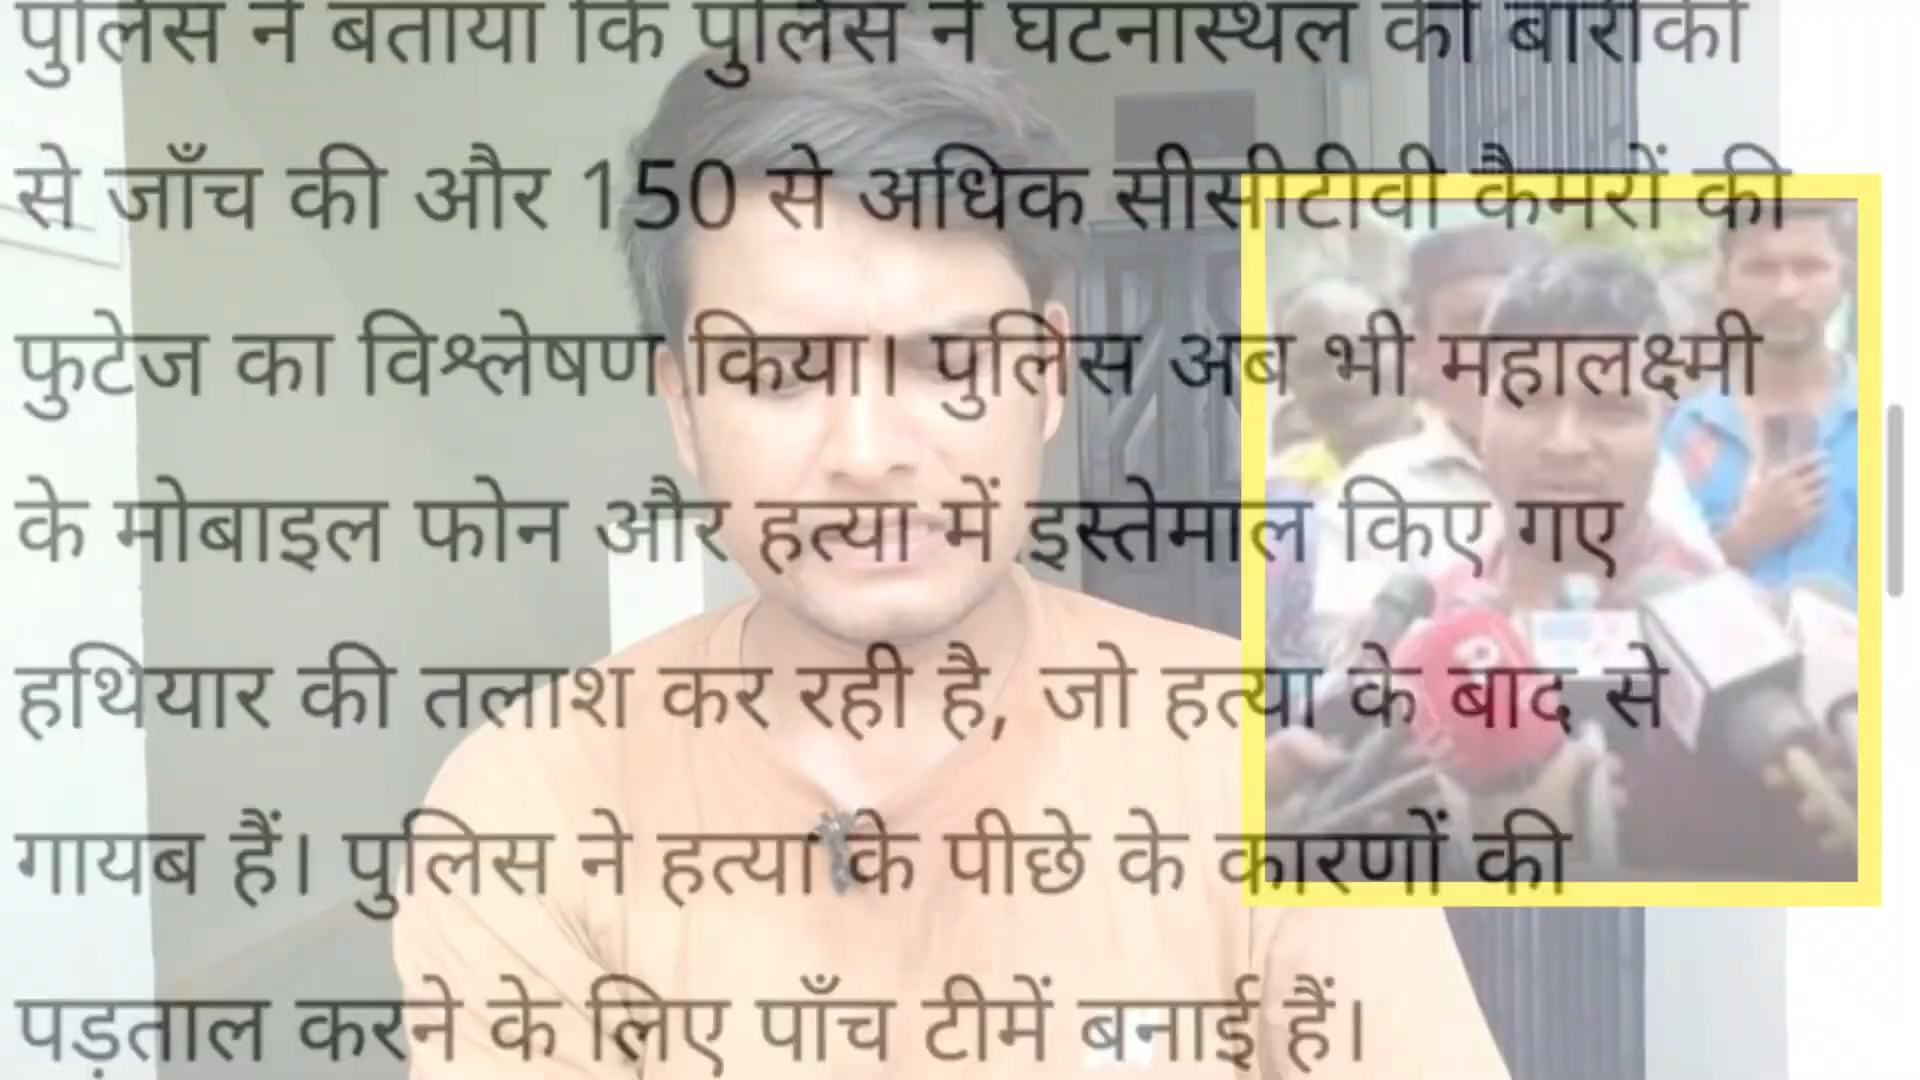 पुलिस ने बताया कि पुलिस ने घटनास्थल की बारीकी
से जाँच की और 150 से अधिक सीसीटीवी कैमरों की
फुटेज का विश्लेषण किया। पुलिस अब भी महालक्ष्मी
के मोबाइल फोन और हत्या में इस्तेमाल किए गए
हथियार की तलाश कर रही है, जो हत्या के बाद से
गायब हैं। पुलिस ने हत्या के पीछे के कारणों की
पड़ताल करने के लिए पाँच टीमें बनाई हैं।